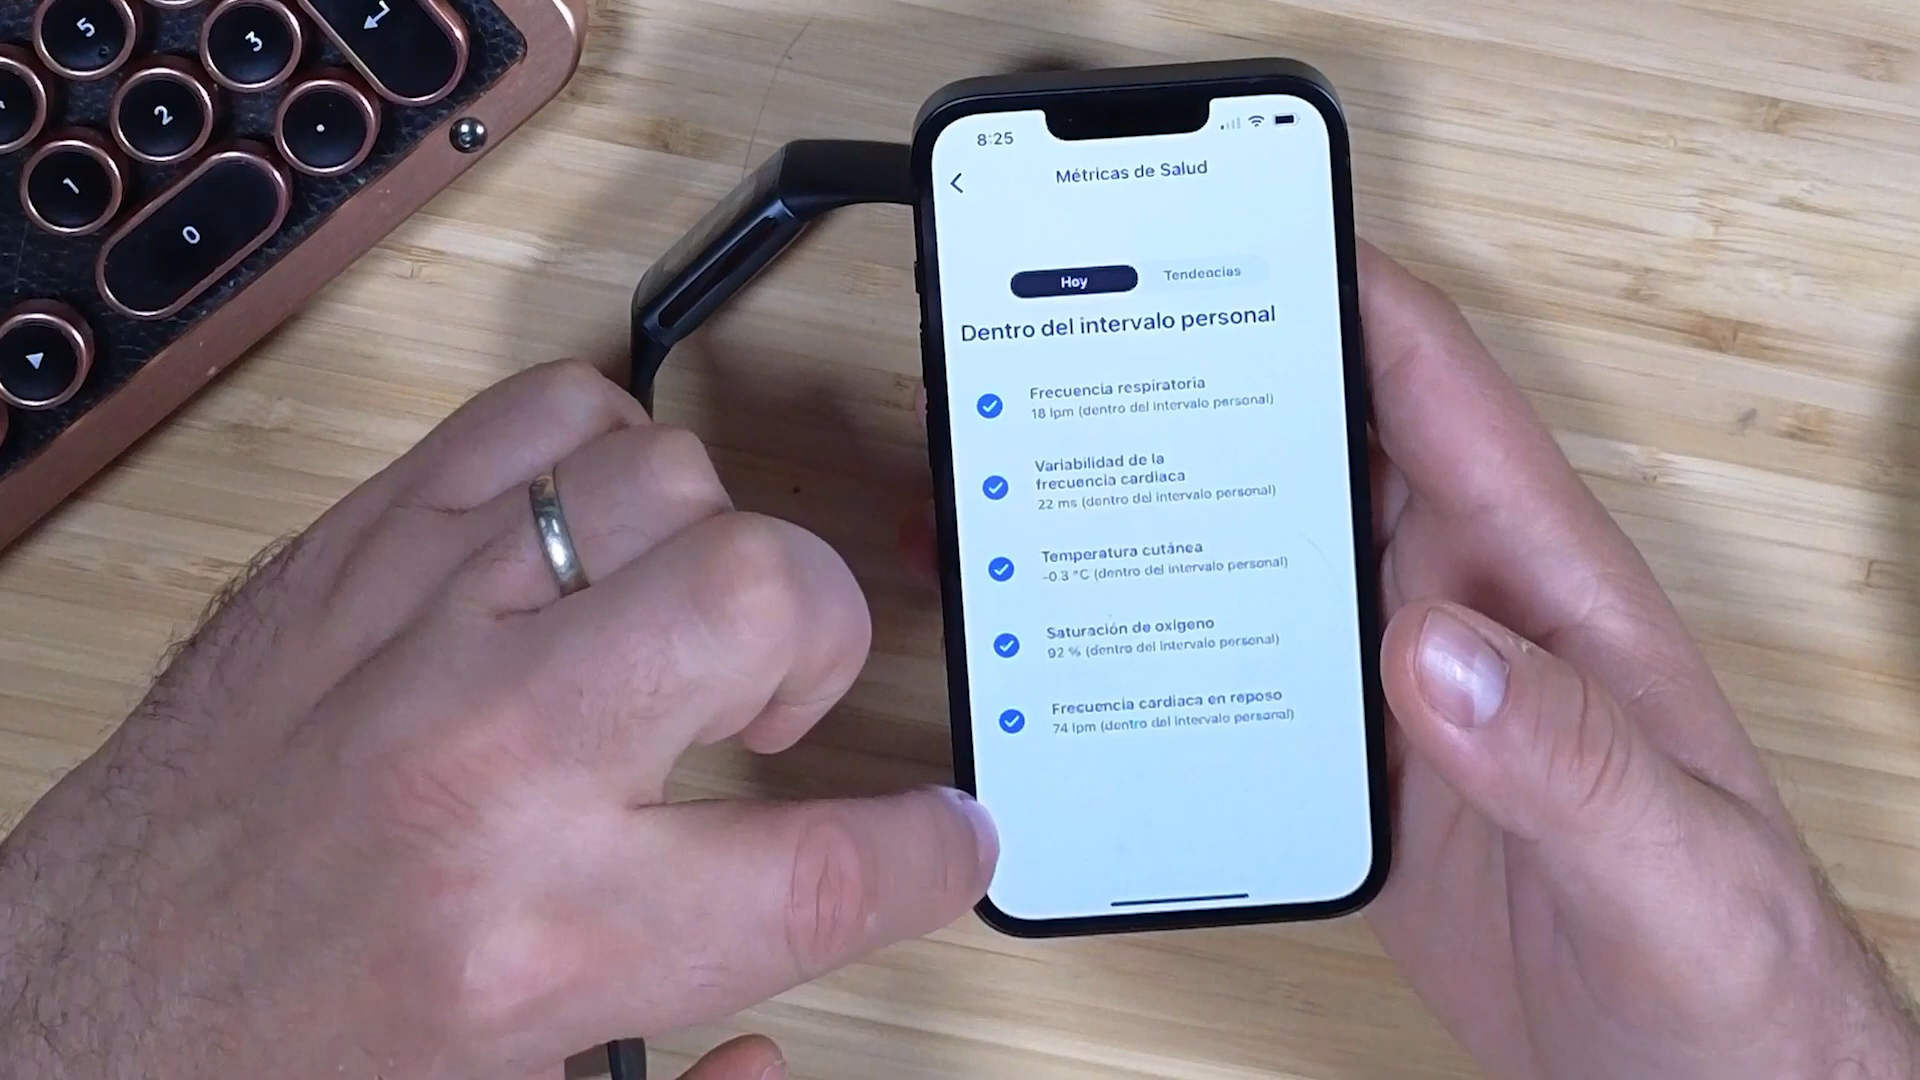 5
3
2
.
1
0
8:25
Métricas de Salud
Hoy
Tendencias
Dentro del intervalo personal
Frecuencia respiratoria
18 lpm (dentro del intervalo personal)
Variabilidad de la
frecuencia cardiaca
22 ms (dentro del intervalo personal)
Temperatura cutánea
-0.3 °C (dentro del intervalo personal)
Saturación de oxígeno
92 % (dentro del intervalo personal)
Frecuencia cardiaca en reposo
74 lpm (dentro del intervalo personal)